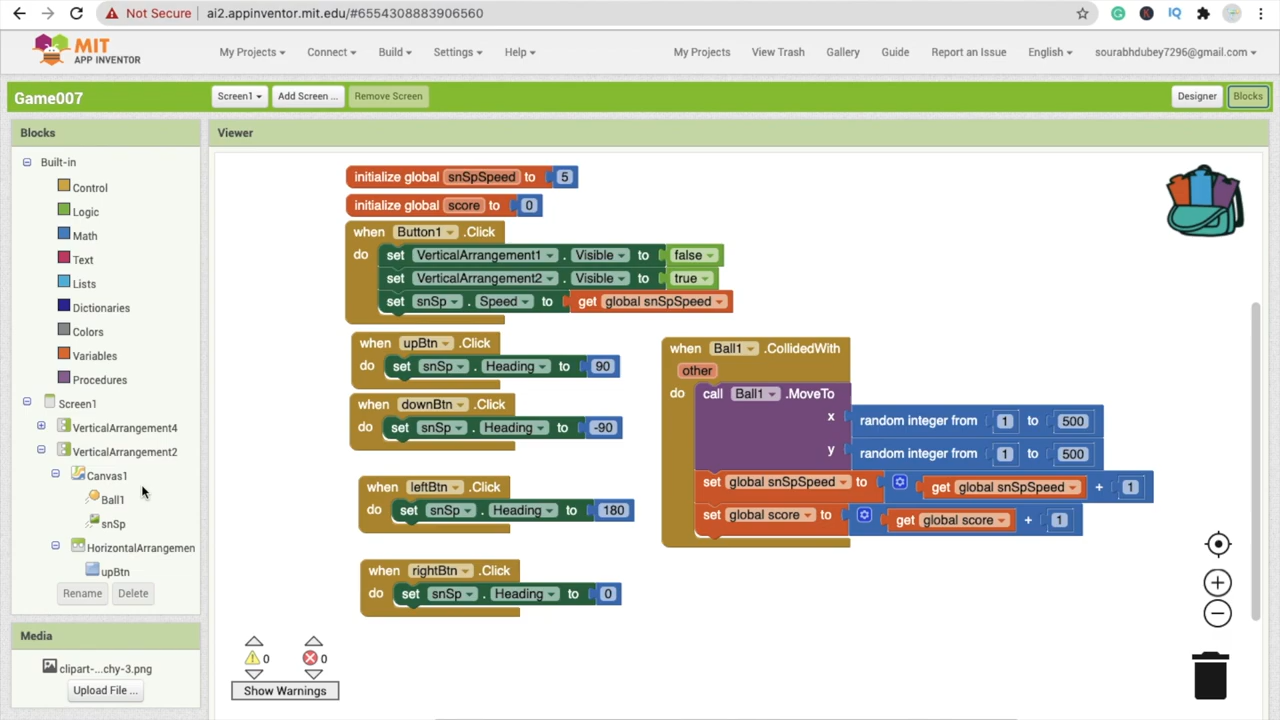 Not Secure ai2.appinventor.mit.edu/#6554308883906560
MIT APP INVENTOR
My Projects Connect Build Settings Help My Projects View Trash Gallery Guide Report an Issue English sourabhdubey7296@gmail.com
Game007 Screen1 Add Screen ... Remove Screen Designer Blocks
Blocks
Built-in
Control
Logic
Math
Text
Lists
Dictionaries
Colors
Variables
Procedures
Screen1
VerticalArrangement4
VerticalArrangement2
Canvas1
Ball1
snSp
HorizontalArrangemen
upBtn
Rename Delete
Media
clipart-...chy-3.png
Upload File ...
Viewer
initialize global snSpSpeed to 5
initialize global score to 0
when Button1 .Click
do set VerticalArrangement1 . Visible to false
set VerticalArrangement2 . Visible to true
set snSp . Speed to get global snSpSpeed
when upBtn .Click
do set snSp . Heading to 90
when downBtn .Click
do set snSp . Heading to -90
when leftBtn .Click
do set snSp . Heading to 180
when rightBtn .Click
do set snSp . Heading to 0
when Ball1 .CollidedWith
other
do call Ball1 .MoveTo
x random integer from 1 to 500
y random integer from 1 to 500
set global snSpSpeed to get global snSpSpeed + 1
set global score to get global score + 1
0 0
Show Warnings